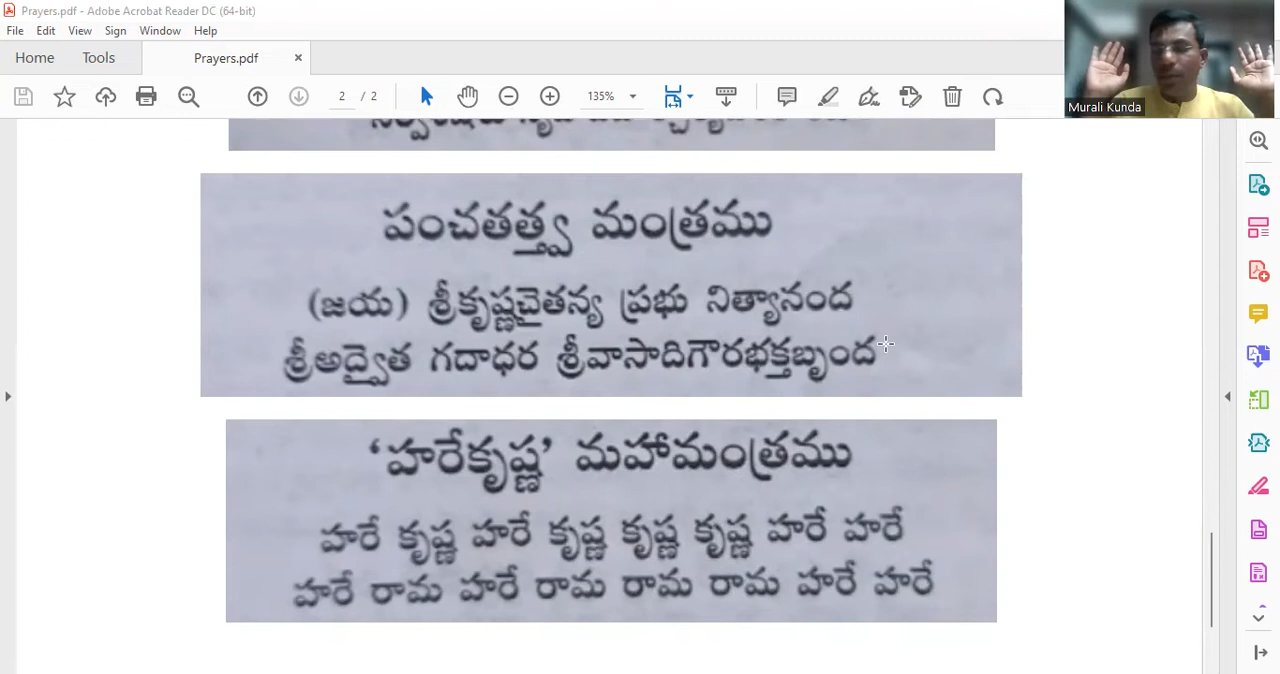 Prayers.pdf - Adobe Acrobat Reader DC (64-bit)
File Edit View Sign Window Help
Home Tools Prayers.pdf
2 / 2 135%
Murali Kunda
పంచతత్త్వ మంత్రము
(జయ) శ్రీకృష్ణచైతన్య ప్రభు నిత్యానంద
శ్రీఅద్వైత గదాధర శ్రీవాసాదిగౌరభక్తబృంద
‘హరేకృష్ణ’ మహామంత్రము
హరే కృష్ణ హరే కృష్ణ కృష్ణ కృష్ణ హరే హరే
హరే రామ హరే రామ రామ రామ హరే హరే